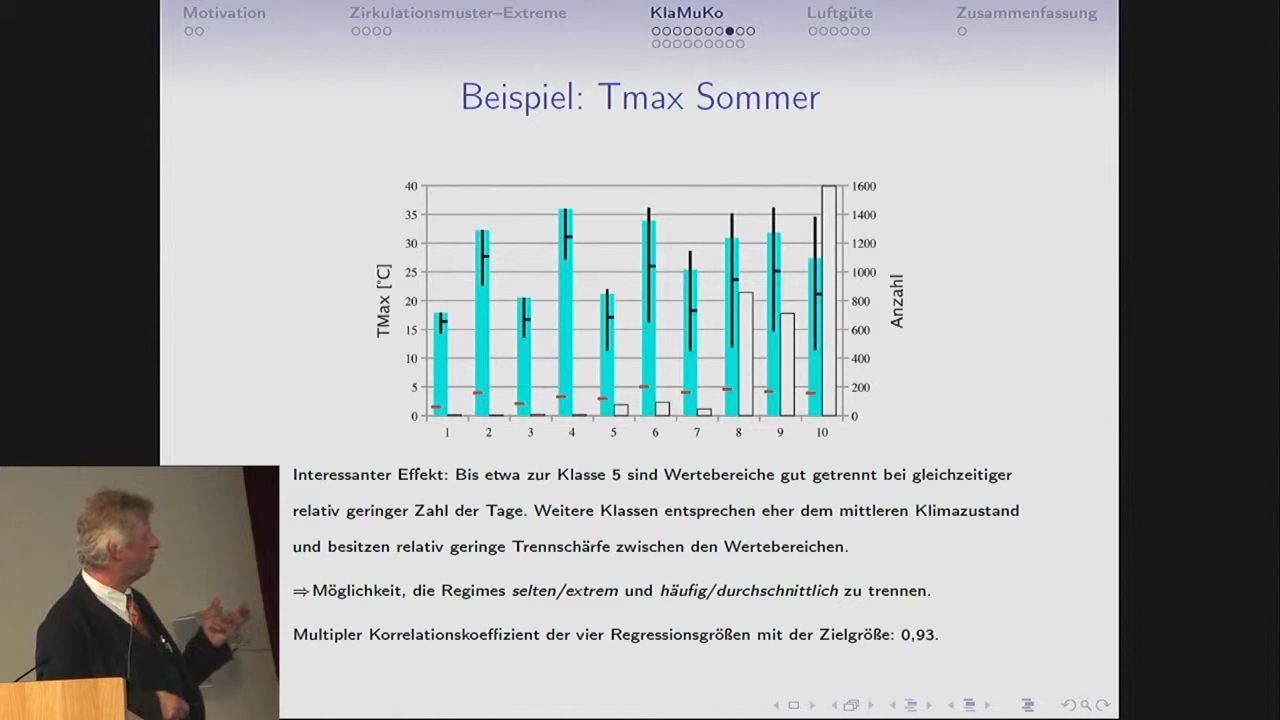 Motivation Zirkulationsmuster–Extreme KlaMuKo Luftgüte Zusammenfassung
Beispiel: Tmax Sommer
40 1600
35 1400
30 1200
25 1000
20 800
15 600
10 400
5 200
0 0
TMax [°C]
Anzahl
1 2 3 4 5 6 7 8 9 10
Interessanter Effekt: Bis etwa zur Klasse 5 sind Wertebereiche gut getrennt bei gleichzeitiger
relativ geringer Zahl der Tage. Weitere Klassen entsprechen eher dem mittleren Klimazustand
und besitzen relativ geringe Trennschärfe zwischen den Wertebereichen.
⇒ Möglichkeit, die Regimes selten/extrem und häufig/durchschnittlich zu trennen.
Multipler Korrelationskoeffizient der vier Regressionsgrößen mit der Zielgröße: 0,93.